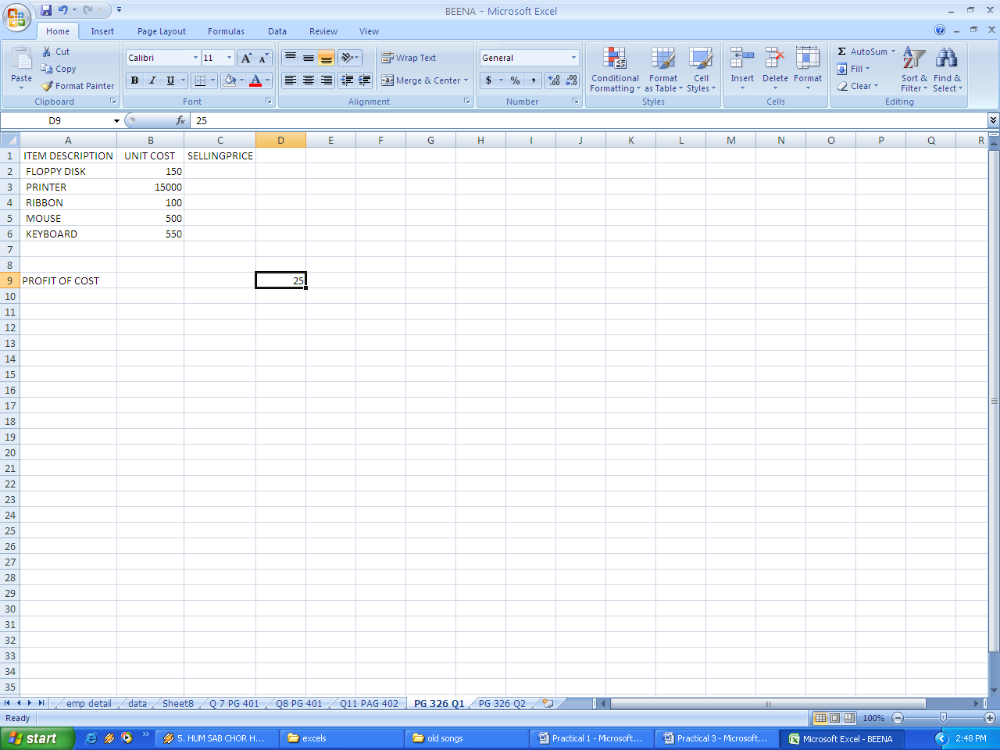 BEENA - Microsoft Excel
Home Insert Page Layout Formulas Data Review View
Cut
Copy
Format Painter
Paste
Clipboard
Calibri 11
B I U
Font
Wrap Text
Merge & Center
Alignment
General
$ % ,
Number
Conditional Formatting
Format as Table
Cell Styles
Styles
Insert Delete Format
Cells
Σ AutoSum
Fill
Clear
Sort & Filter
Find & Select
Editing
D9 fx 25
A B C D E F G H I J K L M N O P Q R
1 ITEM DESCRIPTION UNIT COST SELLINGPRICE
2 FLOPPY DISK 150
3 PRINTER 15000
4 RIBBON 100
5 MOUSE 500
6 KEYBOARD 550
7
8
9 PROFIT OF COST 25
10
11
12
13
14
15
16
17
18
19
20
21
22
23
24
25
26
27
28
29
30
31
32
33
34
35
emp detail data Sheet8 Q 7 PG 401 Q8 PG 401 Q11 PAG 402 PG 326 Q1 PG 326 Q2
Ready 100%
start 5. HUM SAB CHOR H... excels old songs Practical 1 - Microsoft... Practical 3 - Microsoft... Microsoft Excel - BEENA 2:48 PM